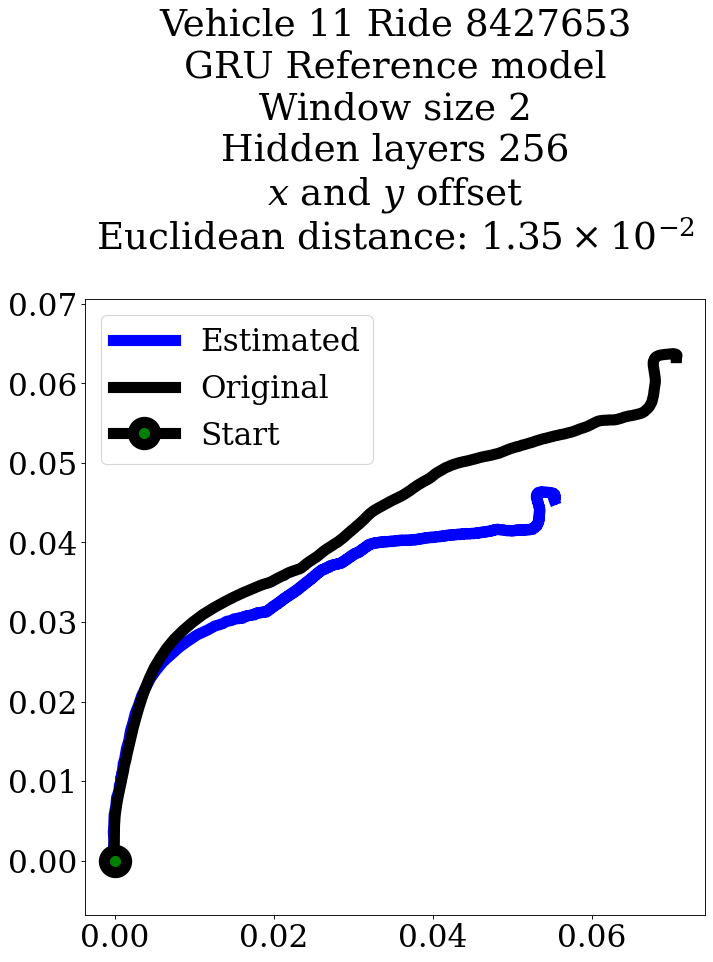 Vehicle 11 Ride 8427653
GRU Reference model
Window size 2
Hidden layers 256
x and y offset
Euclidean distance: 1.35 × 10⁻²
0.07
0.06
0.05
0.04
0.03
0.02
0.01
0.00
Estimated
Original
Start
0.00 0.02 0.04 0.06